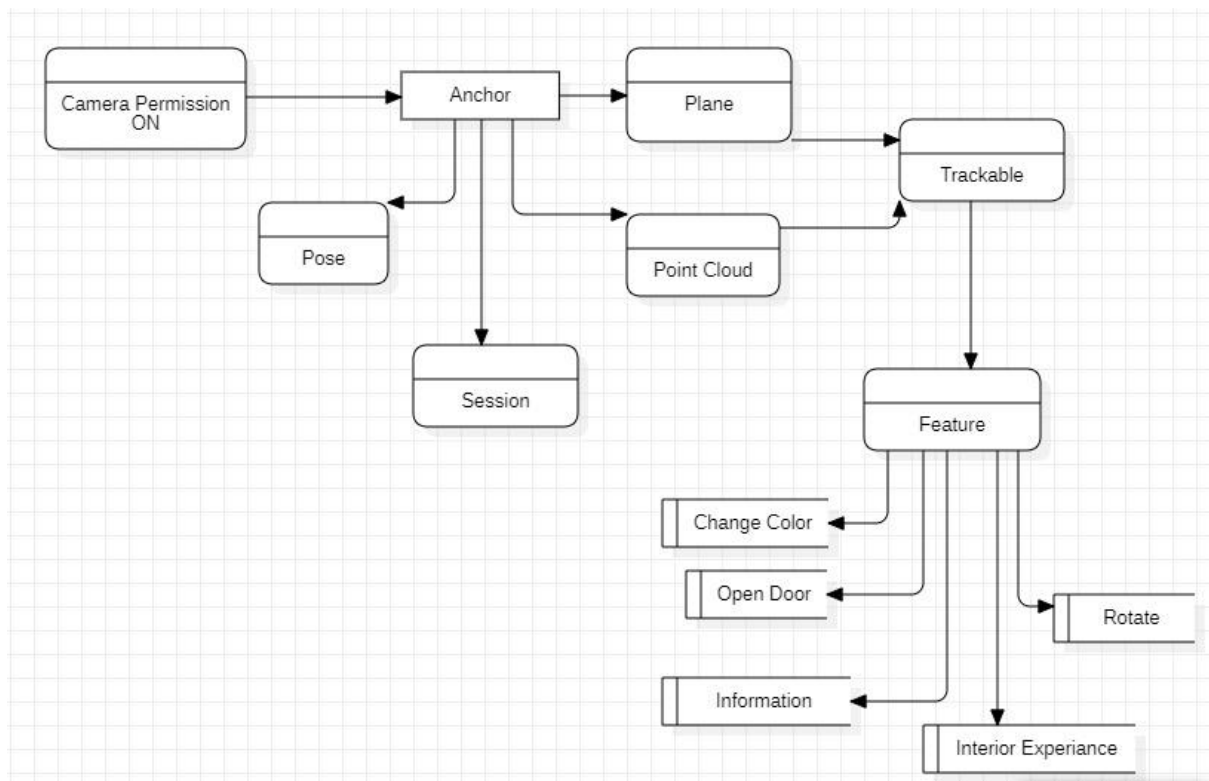 Camera Permission
ON
Anchor
Plane
Trackable
Pose
Point Cloud
Session
Feature
Change Color
Open Door
Rotate
Information
Interior Experiance